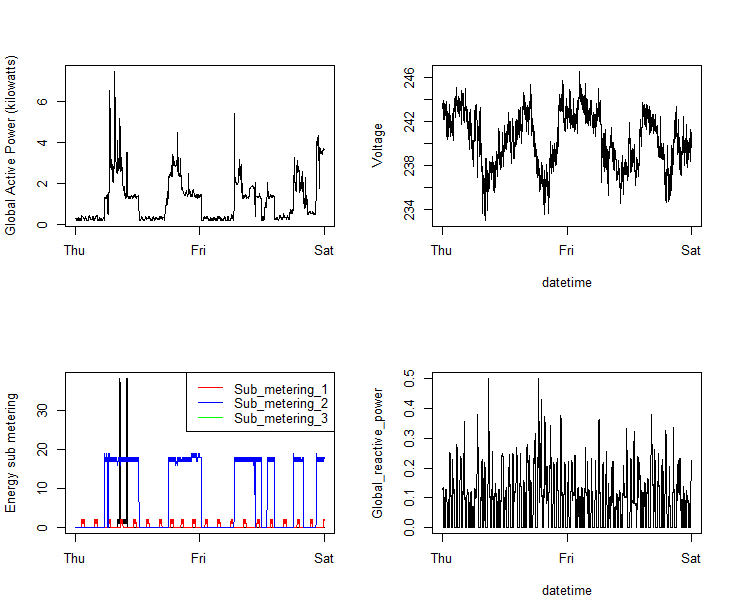 Global Active Power (kilowatts)
0 2 4 6
Thu Fri Sat
Voltage
234 238 242 246
Thu Fri Sat
datetime
Energy sub metering
0 10 20 30
Thu Fri Sat
Sub_metering_1
Sub_metering_2
Sub_metering_3
Global_reactive_power
0.0 0.1 0.2 0.3 0.4 0.5
Thu Fri Sat
datetime